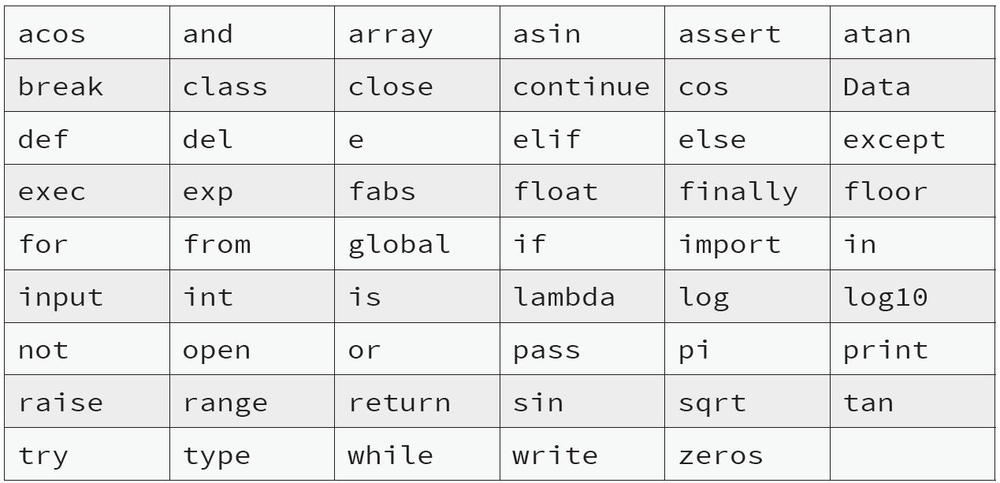 acos and array asin assert atan
break class close continue cos Data
def del e elif else except
exec exp fabs float finally floor
for from global if import in
input int is lambda log log10
not open or pass pi print
raise range return sin sqrt tan
try type while write zeros